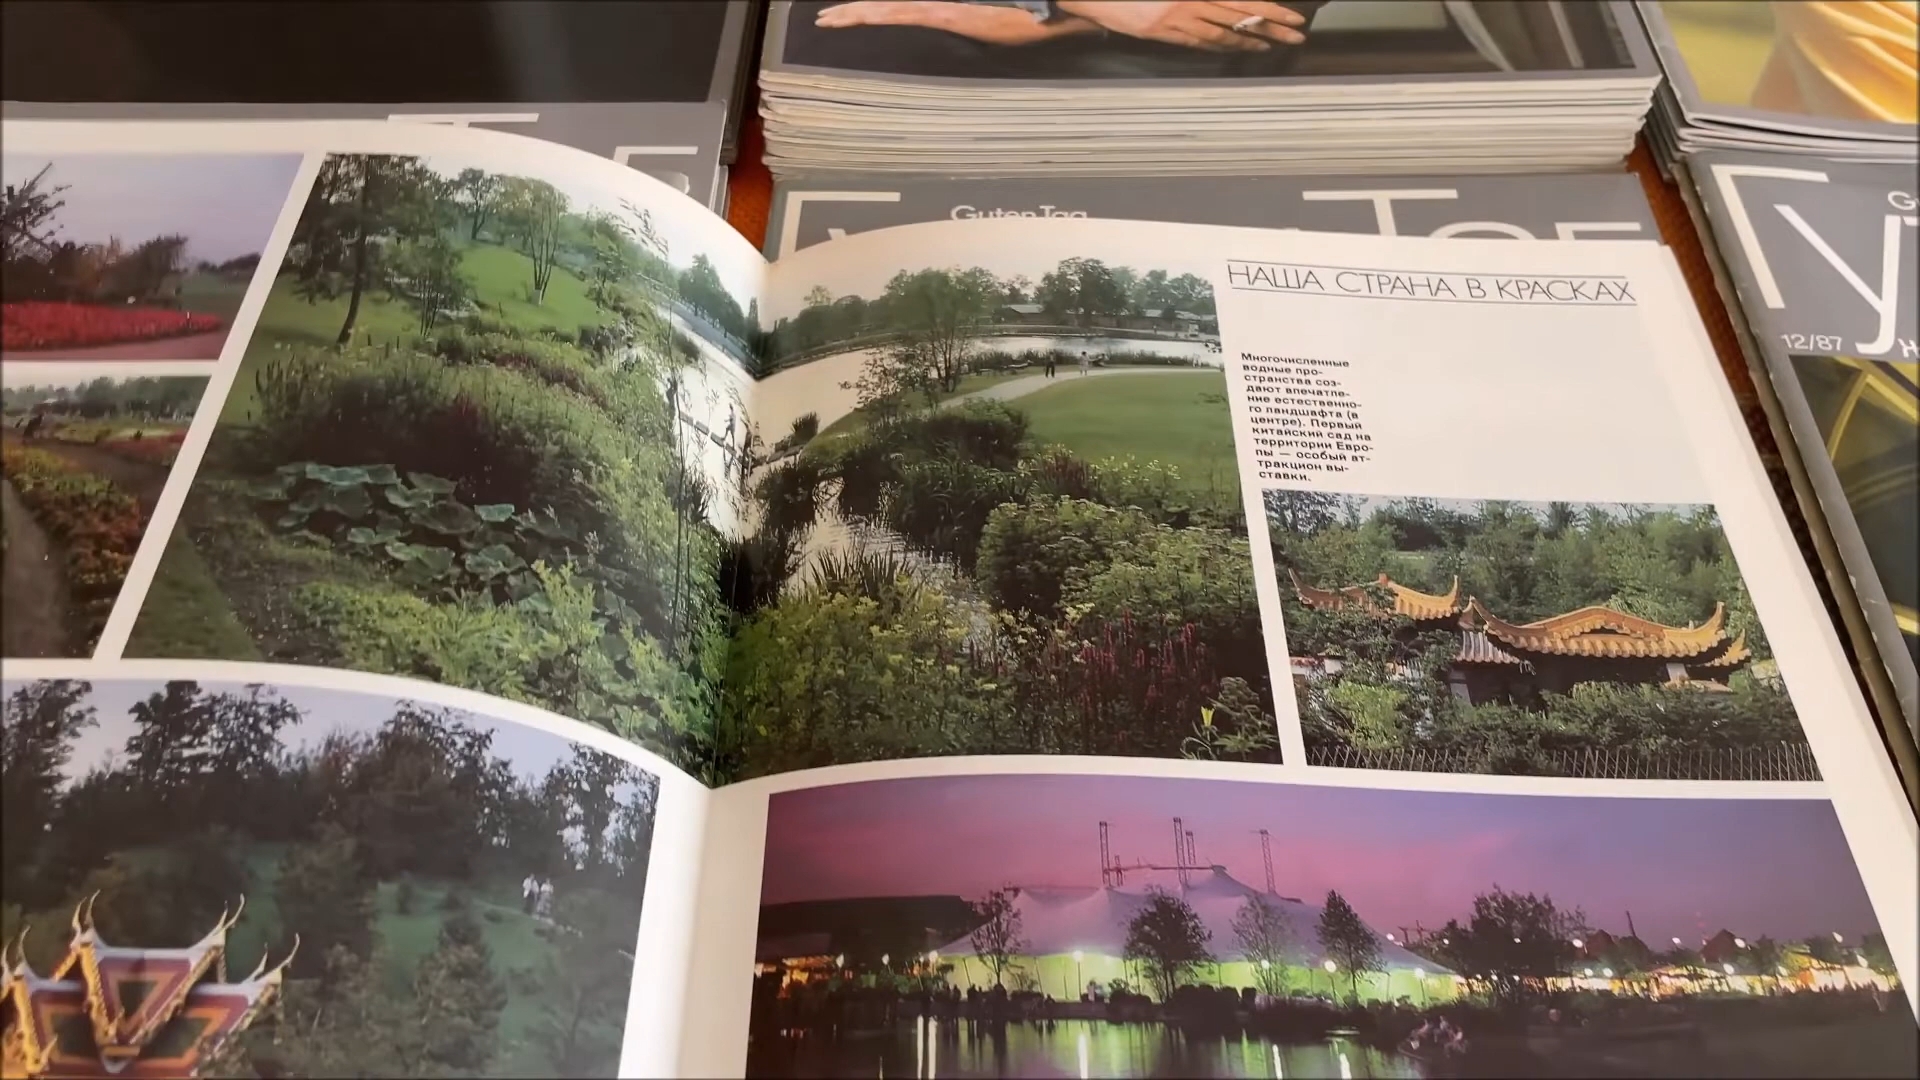 Guten Tag
НАША СТРАНА В КРАСКАХ
Многочисленные
водные про-
странства соз-
дают впечатле-
ние естественно-
го ландшафта (в
центре). Первый
китайский сад на
территории Евро-
пы — особый ат-
тракцион вы-
ставки.
12/87